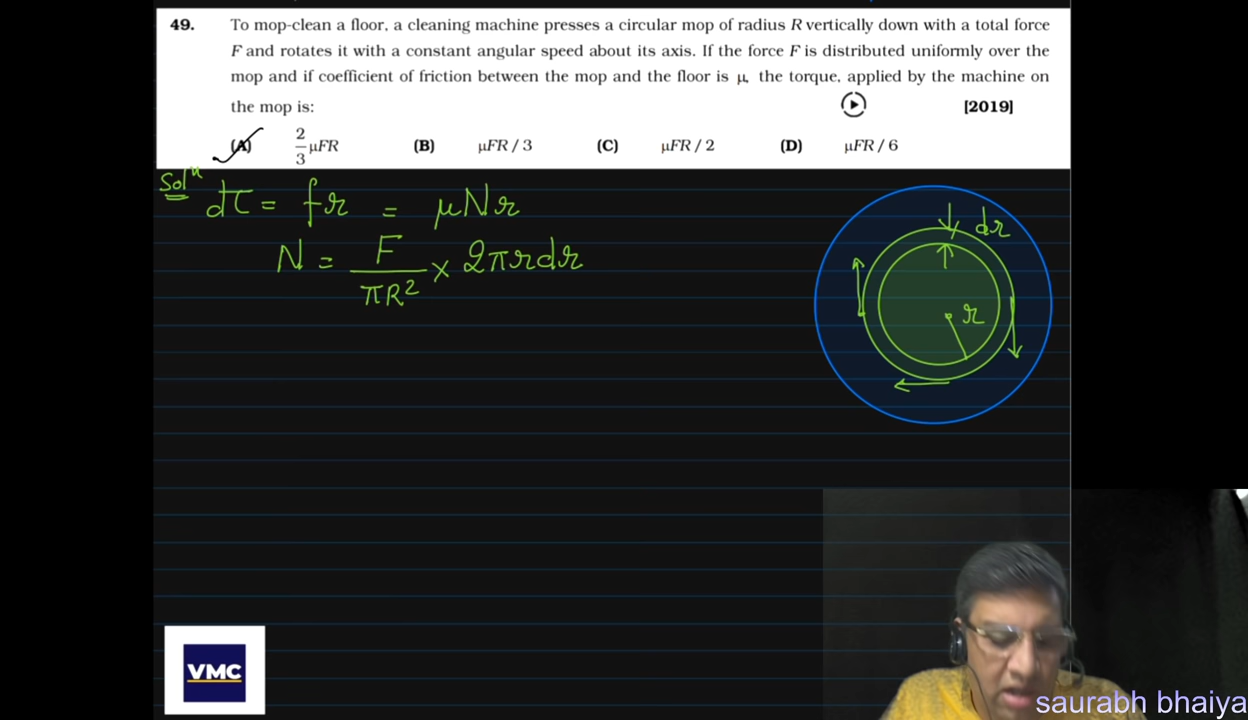 49. To mop-clean a floor, a cleaning machine presses a circular mop of radius R vertically down with a total force
F and rotates it with a constant angular speed about its axis. If the force F is distributed uniformly over the
mop and if coefficient of friction between the mop and the floor is μ, the torque, applied by the machine on
the mop is: [2019]
(A) 2/3 μFR (B) μFR / 3 (C) μFR / 2 (D) μFR / 6
Solⁿ
dτ = fr = μNr
N = F/πR² × 2πrdr
dr
r
VMC
saurabh bhaiya